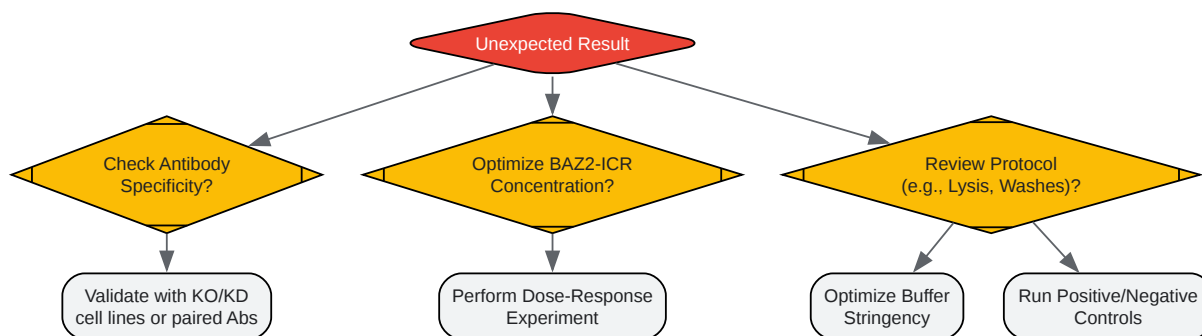 Unexpected Result
Check Antibody
Specificity?
Optimize BAZ2-ICR
Concentration?
Review Protocol
(e.g., Lysis, Washes)?
Validate with KO/KD
cell lines or paired Abs
Perform Dose-Response
Experiment
Optimize Buffer
Stringency
Run Positive/Negative
Controls